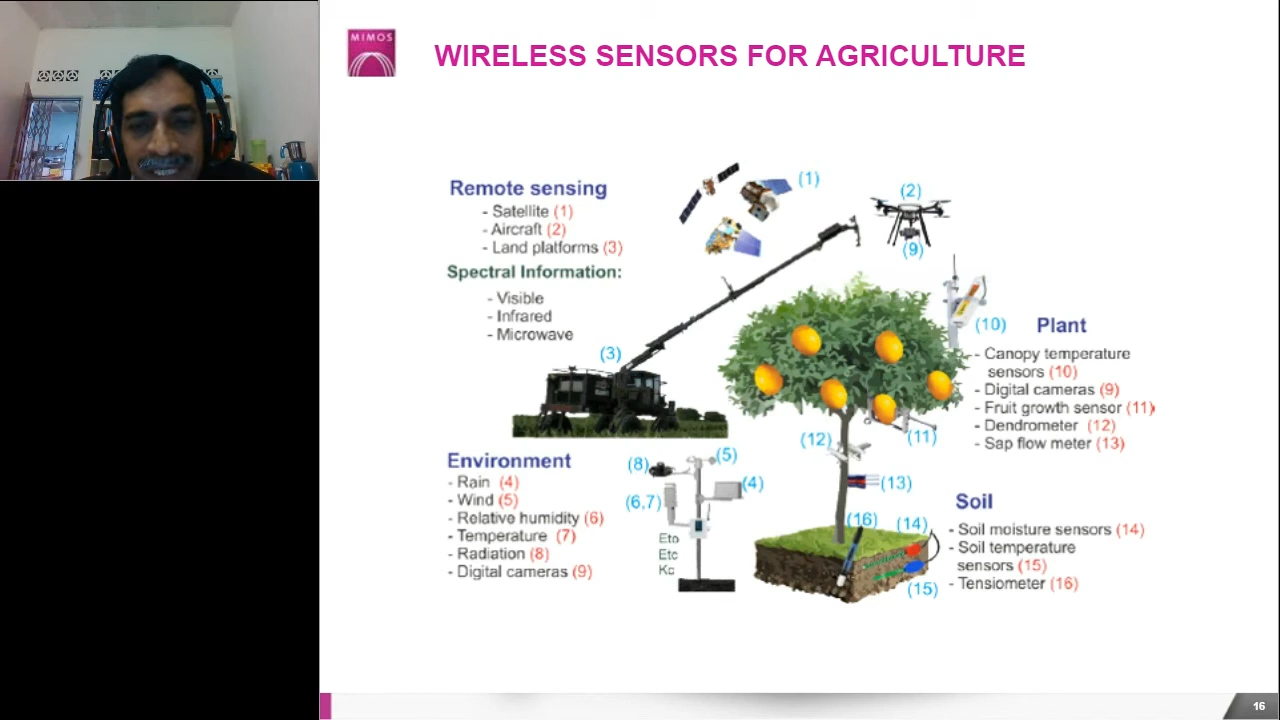 MIMOS
WIRELESS SENSORS FOR AGRICULTURE
Remote sensing
- Satellite (1)
- Aircraft (2)
- Land platforms (3)
Spectral Information:
- Visible
- Infrared
- Microwave
(1)
(2)
(9)
(3)
(10)
Plant
- Canopy temperature
sensors (10)
- Digital cameras (9)
- Fruit growth sensor (11)
- Dendrometer (12)
- Sap flow meter (13)
(11)
(12)
(13)
Environment
- Rain (4)
- Wind (5)
- Relative humidity (6)
- Temperature (7)
- Radiation (8)
- Digital cameras (9)
(8)
(5)
(6,7)
(4)
Eto
Etc
Kc
Soil
- Soil moisture sensors (14)
- Soil temperature
sensors (15)
- Tensiometer (16)
(16)
(14)
(15)
16